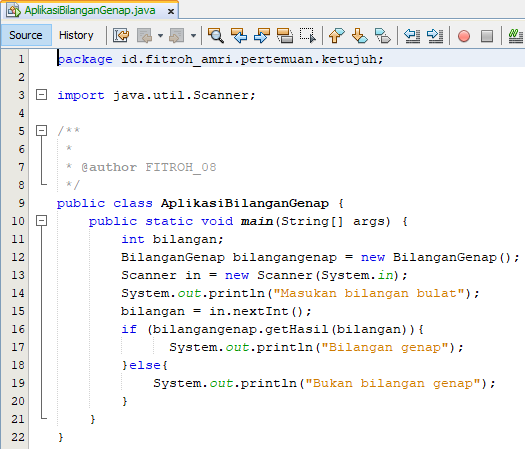 AplikasiBilanganGenap.java x
Source History
1 package id.fitroh_amri.pertemuan.ketujuh;
2
3 import java.util.Scanner;
4
5 /**
6 *
7 * @author FITROH_08
8 */
9 public class AplikasiBilanganGenap {
10 public static void main(String[] args) {
11 int bilangan;
12 BilanganGenap bilangangenap = new BilanganGenap();
13 Scanner in = new Scanner(System.in);
14 System.out.println("Masukan bilangan bulat");
15 bilangan = in.nextInt();
16 if (bilangangenap.getHasil(bilangan)){
17 System.out.println("Bilangan genap");
18 }else{
19 System.out.println("Bukan bilangan genap");
20 }
21 }
22 }